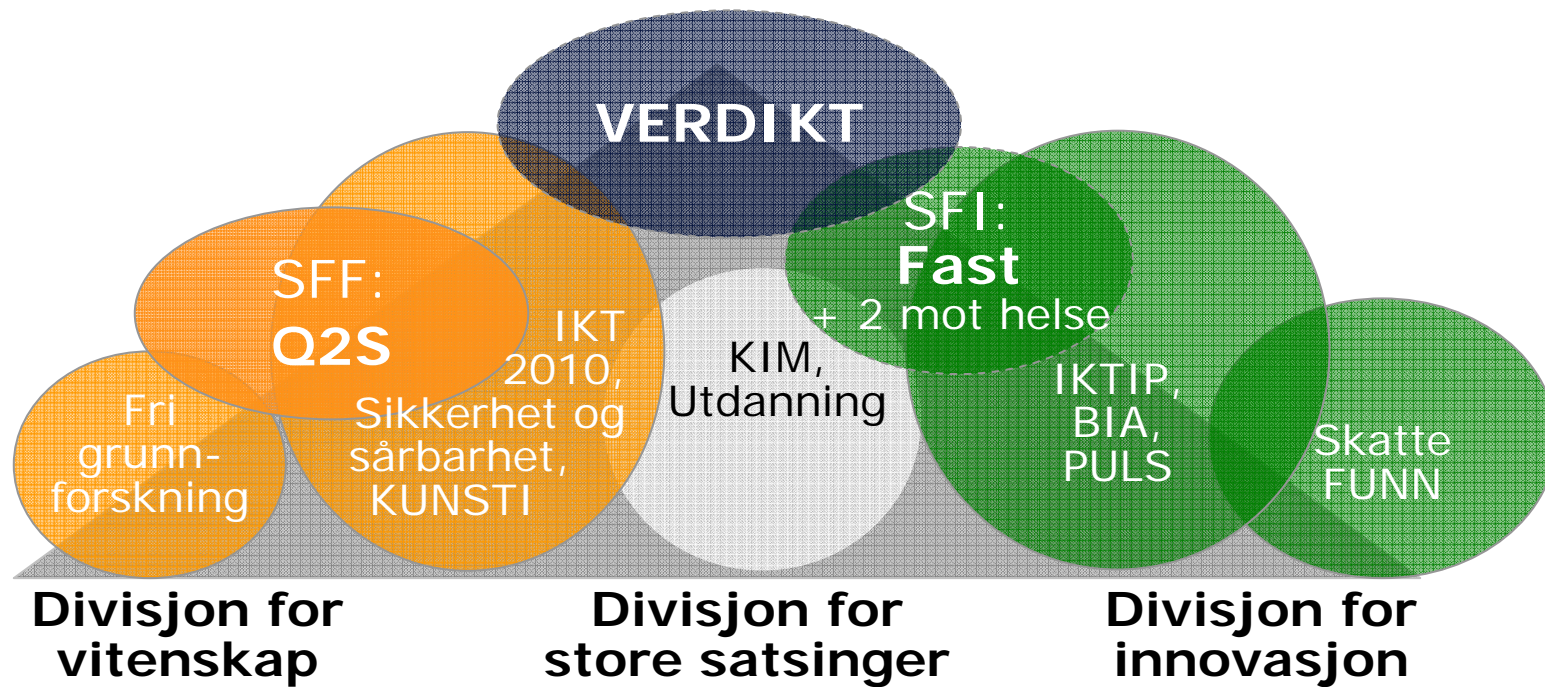 VERDIKT
SFF:
Q2S
SFI:
Fast
+ 2 mot helse
Fri
grunn-
forskning
IKT
2010,
Sikkerhet og
sårbarhet,
KUNSTI
KIM,
Utdanning
IKTIP,
BIA,
PULS
Skatte
FUNN
Divisjon for
vitenskap
Divisjon for
store satsinger
Divisjon for
innovasjon